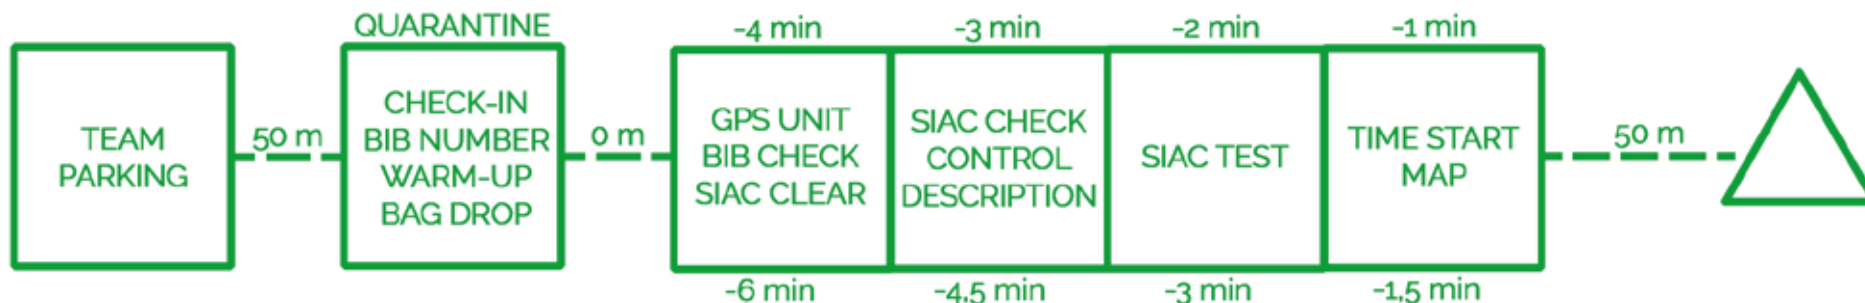 TEAM
PARKING
50 m
QUARANTINE
CHECK-IN
BIB NUMBER
WARM-UP
BAG DROP
0 m
-4 min
GPS UNIT
BIB CHECK
SIAC CLEAR
-6 min
-3 min
SIAC CHECK
CONTROL
DESCRIPTION
-4,5 min
-2 min
SIAC TEST
-3 min
-1 min
TIME START
MAP
-1,5 min
50 m